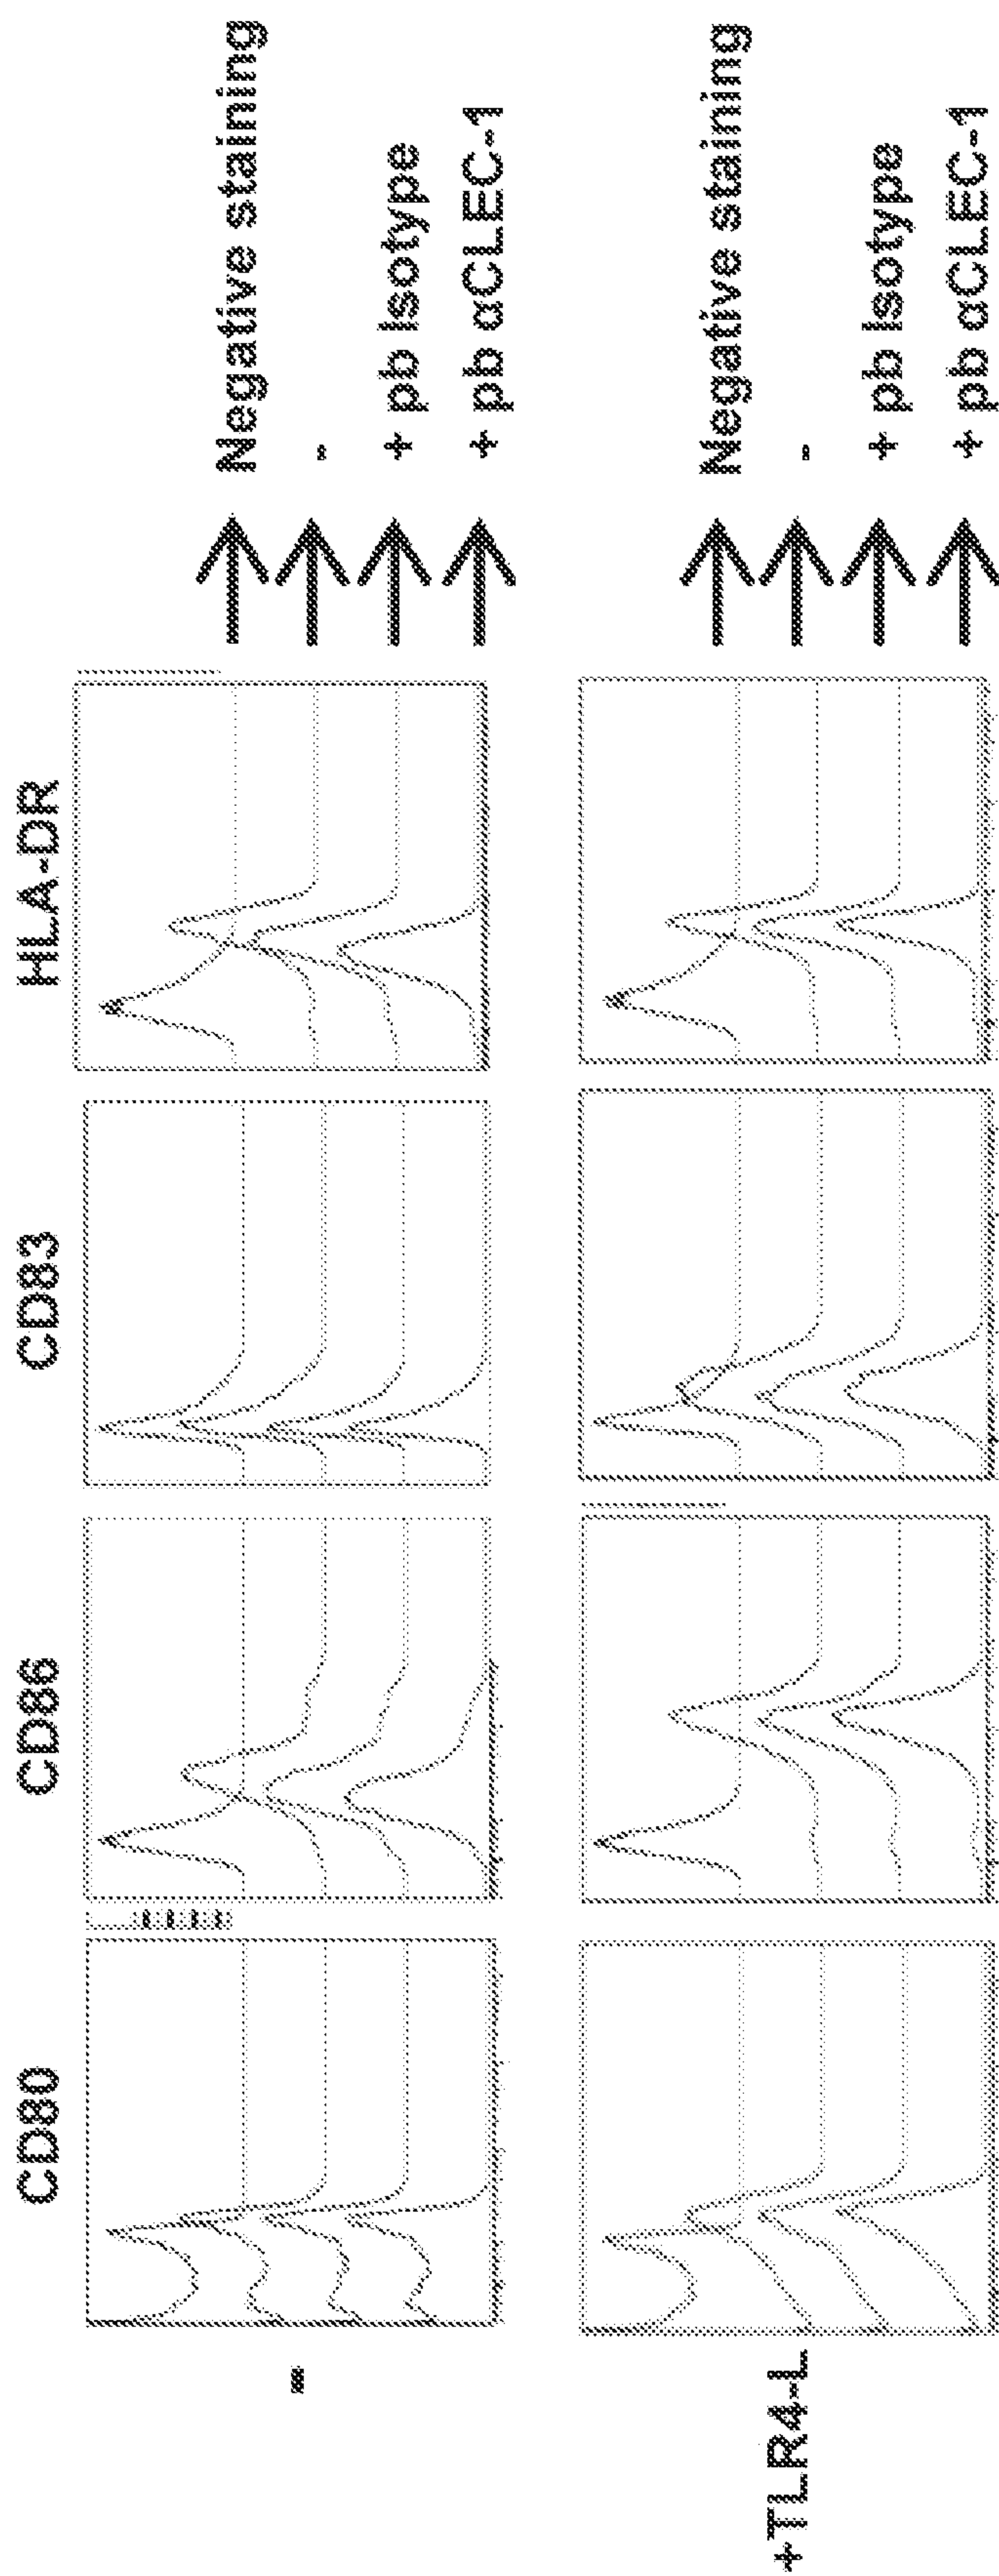 CD80
CD86
CD83
HLA-DR
-
Negative staining
-
+ pb Isotype
+ pb αCLEC-1
+TLR4-L
Negative staining
-
+ pb Isotype
+ pb αCLEC-1